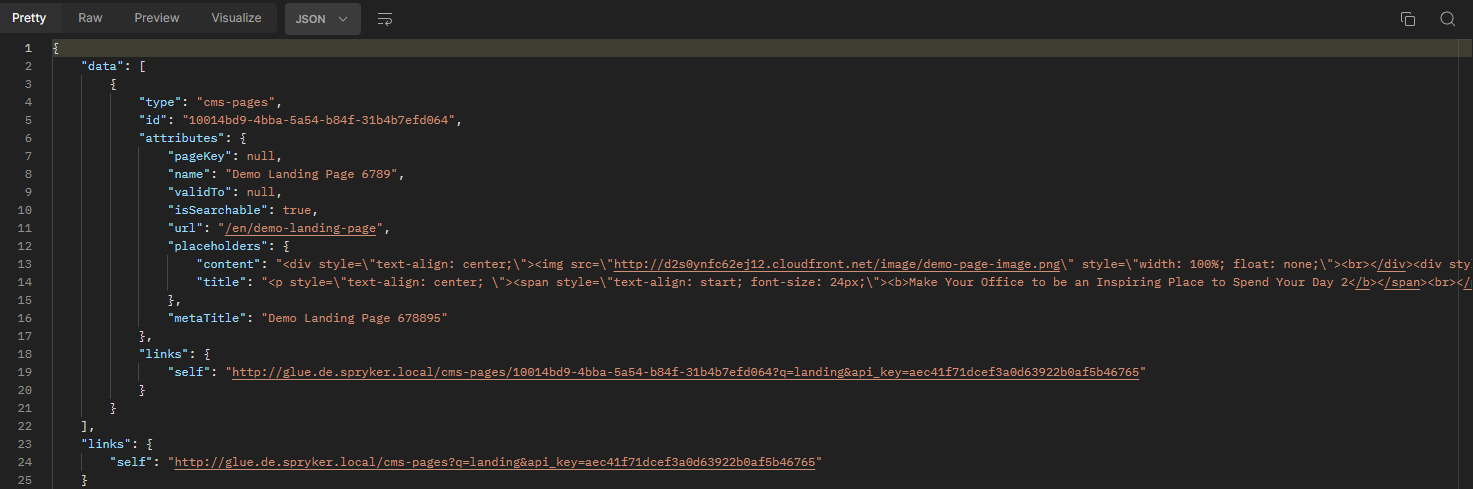 Pretty Raw Preview Visualize JSON
1 {
2 "data": [
3 {
4 "type": "cms-pages",
5 "id": "10014bd9-4bba-5a54-b84f-31b4b7efd064",
6 "attributes": {
7 "pageKey": null,
8 "name": "Demo Landing Page 6789",
9 "validTo": null,
10 "isSearchable": true,
11 "url": "/en/demo-landing-page",
12 "placeholders": {
13 "content": "<div style=\"text-align: center;\"><img src=\"http://d2s0ynfc62ej12.cloudfront.net/image/demo-page-image.png\" style=\"width: 100%; float: none;\"><br></div><div sty
14 "title": "<p style=\"text-align: center; \"><span style=\"text-align: start; font-size: 24px;\"><b>Make Your Office to be an Inspiring Place to Spend Your Day 2</b></span><br></
15 },
16 "metaTitle": "Demo Landing Page 678895"
17 },
18 "links": {
19 "self": "http://glue.de.spryker.local/cms-pages/10014bd9-4bba-5a54-b84f-31b4b7efd064?q=landing&api_key=aec41f71dcef3a0d63922b0af5b46765"
20 }
21 }
22 ],
23 "links": {
24 "self": "http://glue.de.spryker.local/cms-pages?q=landing&api_key=aec41f71dcef3a0d63922b0af5b46765"
25 }